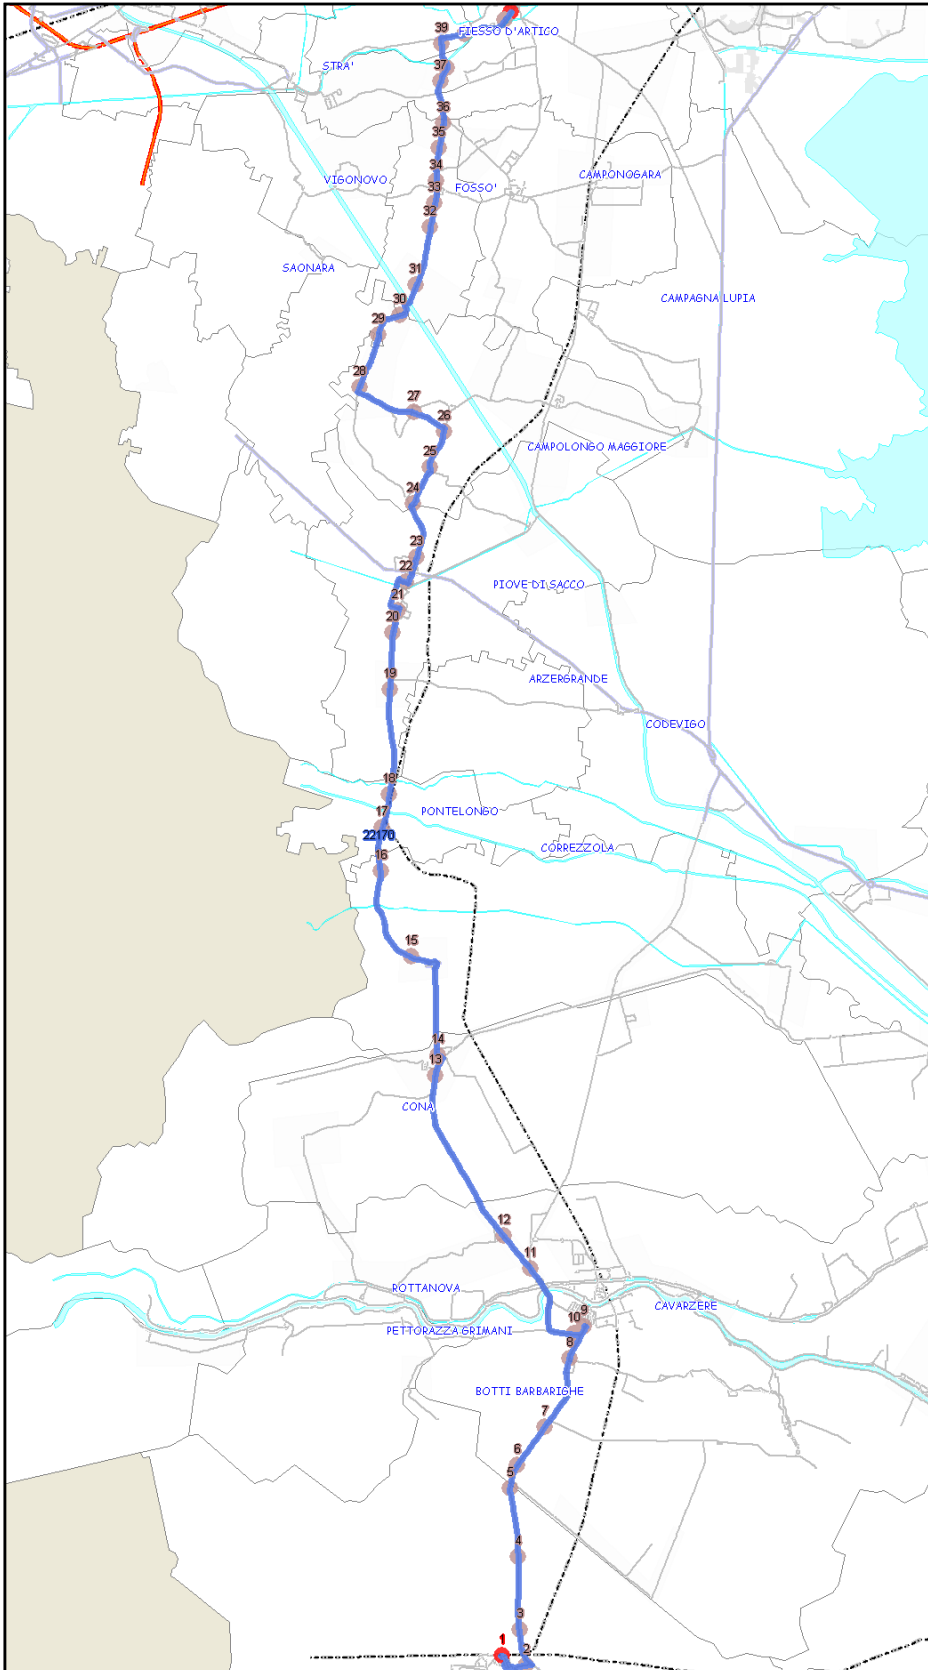 39
FIESSO D'ARTICO
STRA'
37
36
35
34
VIGONOVO
33
FOSSO'
CAMPONOGARA
32
SAONARA
31
30
CAMPAGNA LUPIA
29
28
27
26
CAMPOLONGO MAGGIORE
25
24
23
22
PIOVE DI SACCO
21
20
19
ARZERGRANDE
CODEVIGO
18
17
PONTELONGO
22170
CORREZZOLA
16
15
14
13
CONA
12
11
ROTTANOVA
CAVARZERE
9
10
PETTORAZZA GRIMANI
8
BOTTI BARBARIGHE
7
6
5
4
3
1
2